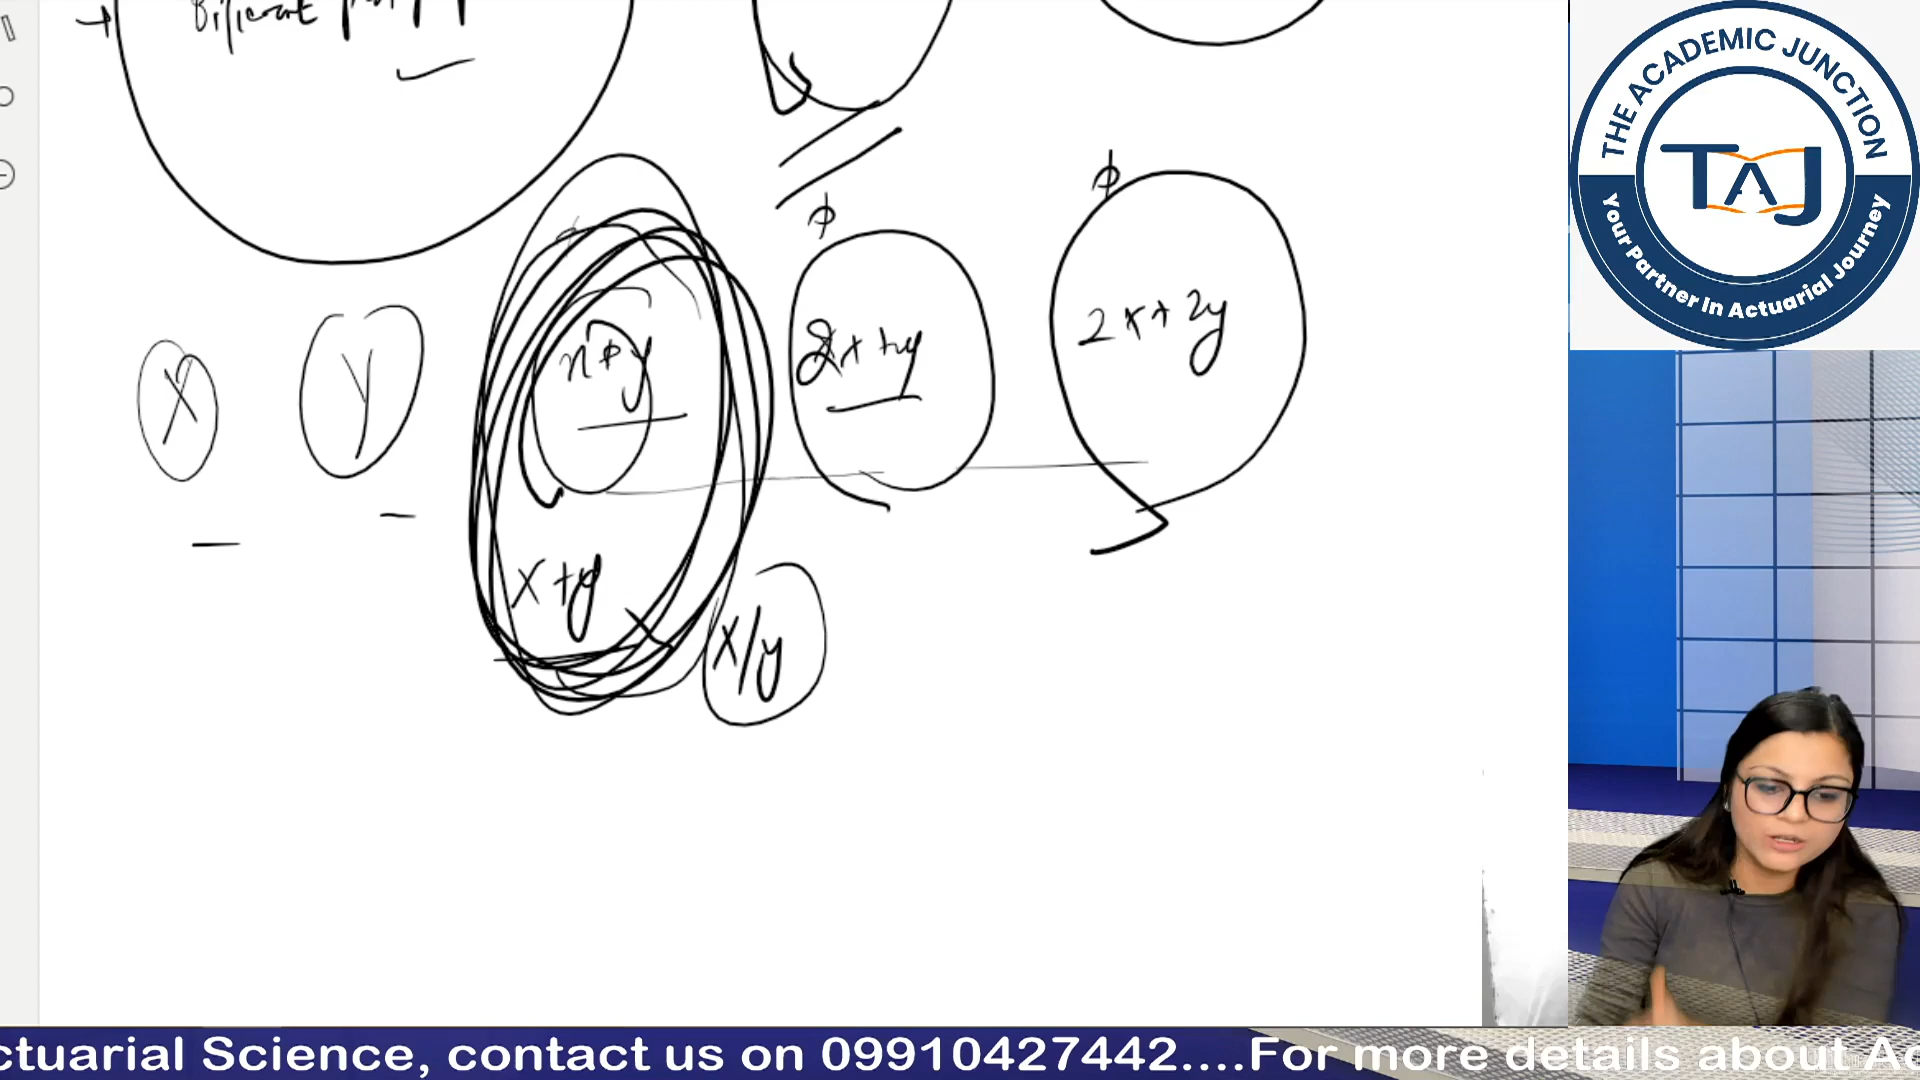 THE ACADEMIC JUNCTION
TAJ
Your Partner In Actuarial Journey
ϕ
ϕ
X
y
x+y
2x+y
2x+2y
x+y
x/y
ctuarial Science, contact us on 09910427442....For more details about Ac